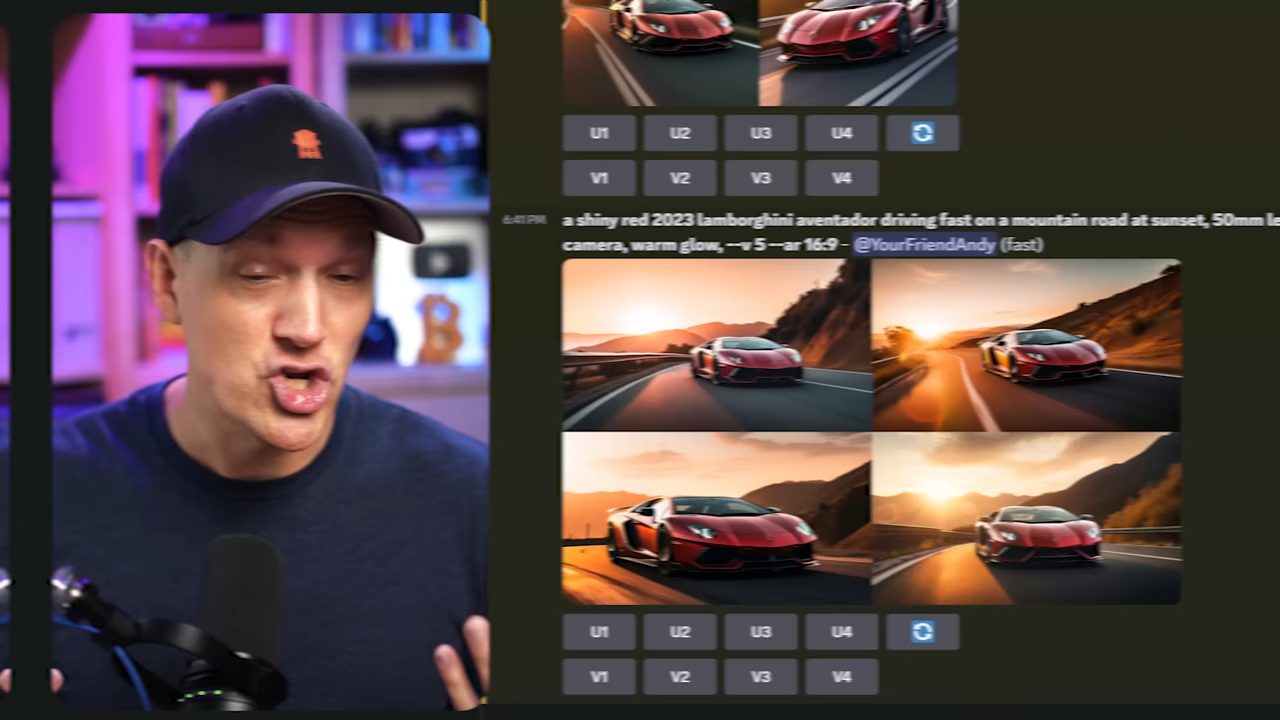 U1 U2 U3 U4
V1 V2 V3 V4
6:41 PM a shiny red 2023 lamborghini aventador driving fast on a mountain road at sunset, 50mm
camera, warm glow, --v 5 --ar 16:9 - @YourFriendAndy (fast)
U1 U2 U3 U4
V1 V2 V3 V4